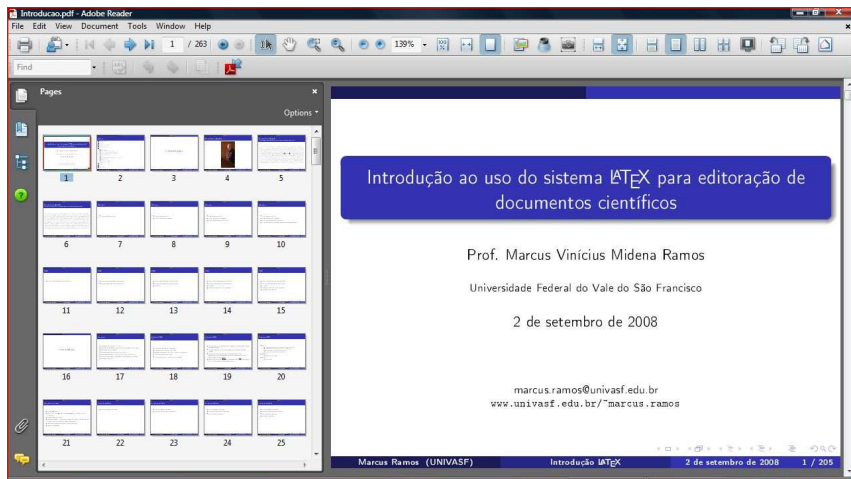 Introducao.pdf - Adobe Reader
File Edit View Document Tools Window Help
1 / 263 139%
Find
Pages
Options
1 2 3 4 5
6 7 8 9 10
11 12 13 14 15
16 17 18 19 20
21 22 23 24 25
Introdução ao uso do sistema LATEX para editoração de
documentos científicos
Prof. Marcus Vinícius Midena Ramos
Universidade Federal do Vale do São Francisco
2 de setembro de 2008
marcus.ramos@univasf.edu.br
www.univasf.edu.br/~marcus.ramos
Marcus Ramos (UNIVASF) Introdução LATEX 2 de setembro de 2008 1 / 205